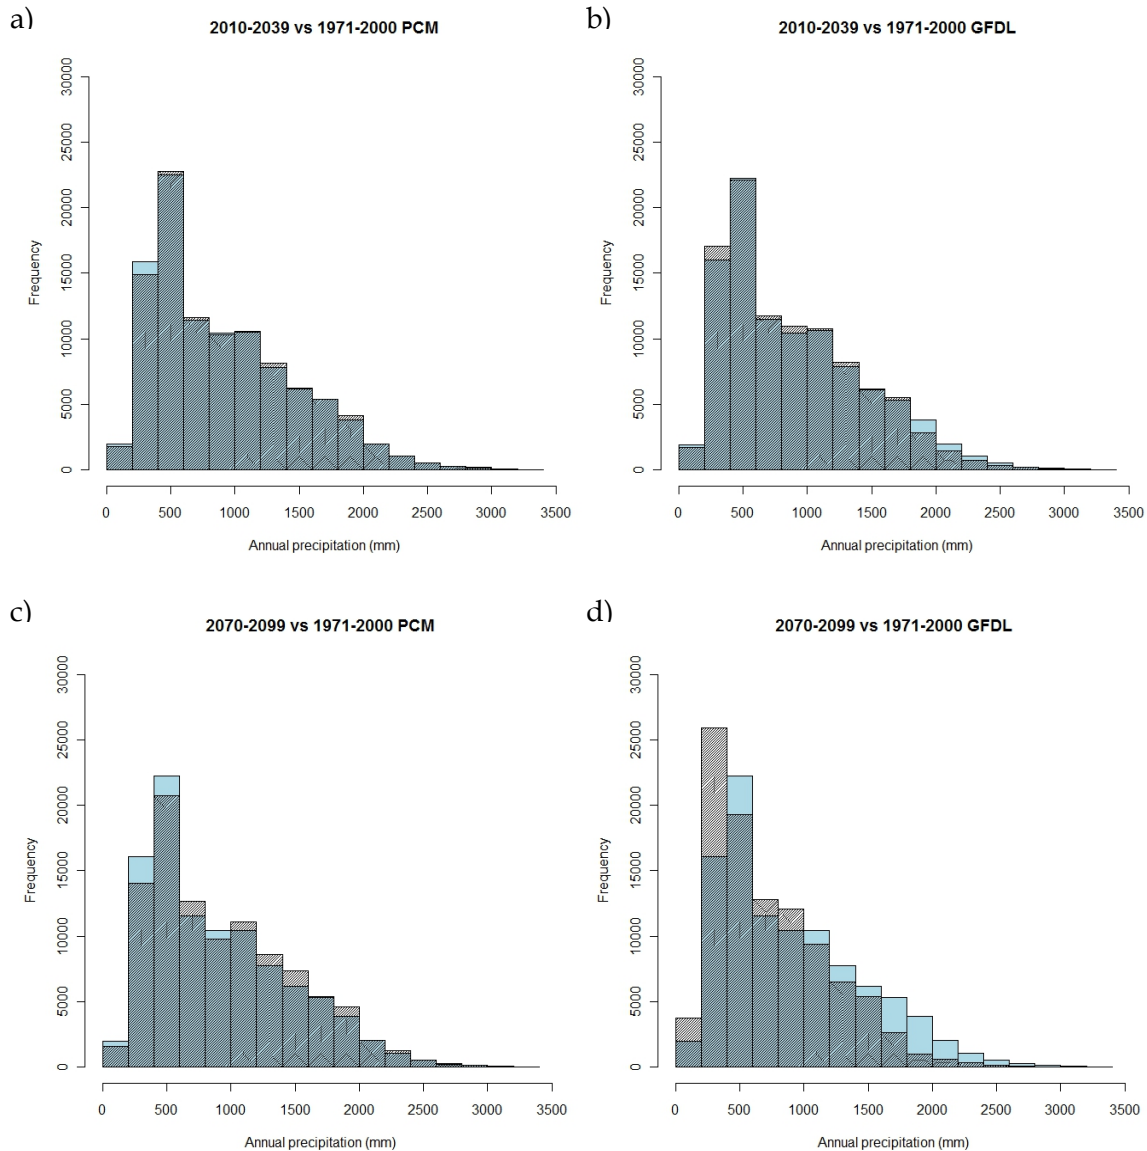 a)
2010-2039 vs 1971-2000 PCM
Frequency
30000
25000
20000
15000
10000
5000
0
0 500 1000 1500 2000 2500 3000 3500
Annual precipitation (mm)
b)
2010-2039 vs 1971-2000 GFDL
Frequency
30000
25000
20000
15000
10000
5000
0
0 500 1000 1500 2000 2500 3000 3500
Annual precipitation (mm)
c)
2070-2099 vs 1971-2000 PCM
Frequency
30000
25000
20000
15000
10000
5000
0
0 500 1000 1500 2000 2500 3000 3500
Annual precipitation (mm)
d)
2070-2099 vs 1971-2000 GFDL
Frequency
30000
25000
20000
15000
10000
5000
0
0 500 1000 1500 2000 2500 3000 3500
Annual precipitation (mm)